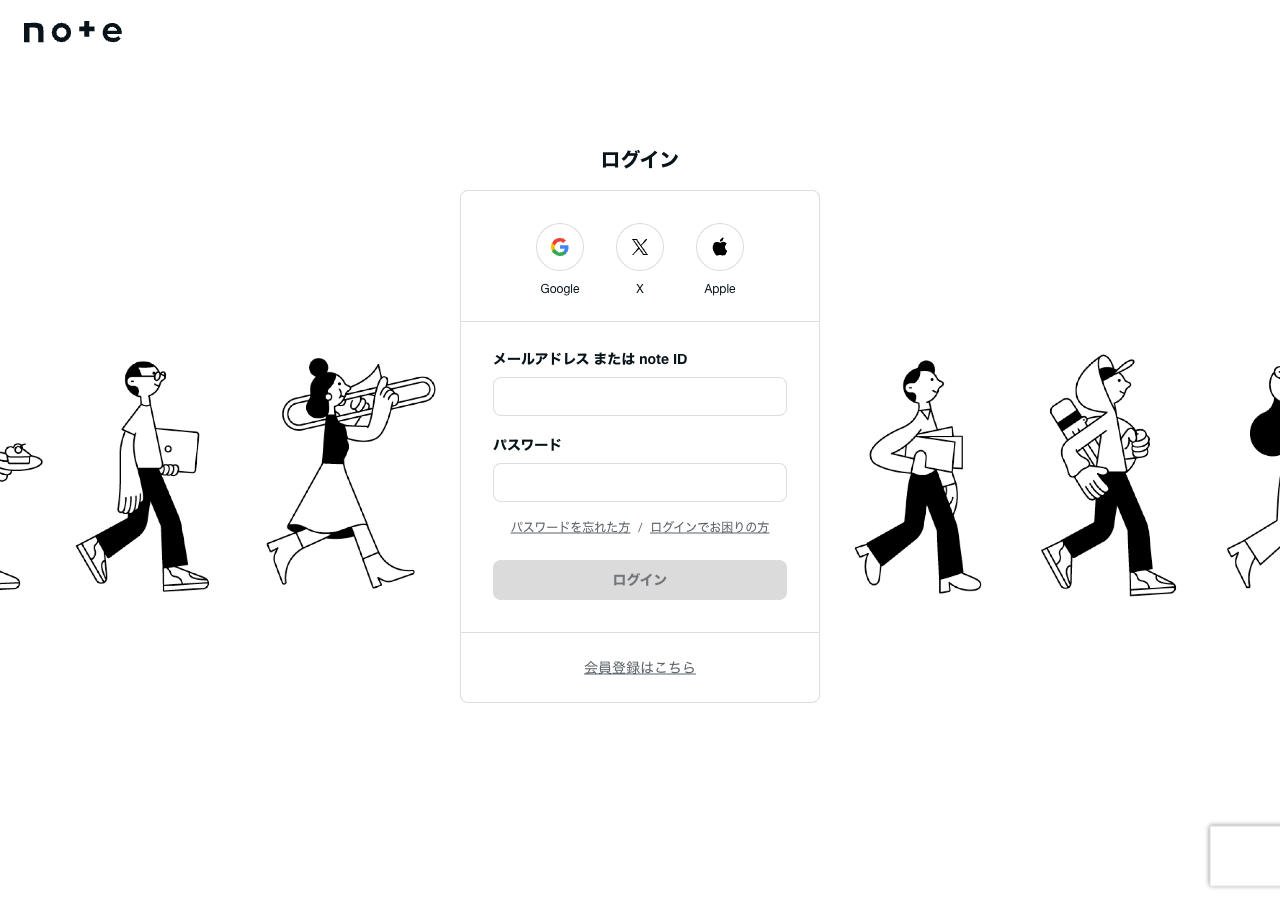 note
ログイン
Google
X
Apple
メールアドレス または note ID
パスワード
パスワードを忘れた方 / ログインでお困りの方
ログイン
会員登録はこちら